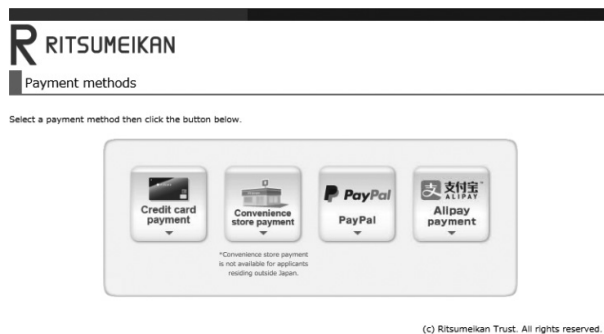 RITSUMEIKAN
Payment methods
Select a payment method then click the button below.
Credit card
payment
Convenience
store payment
PayPal
PayPal
支付宝™
ALIPAY
Alipay
payment
*Convenience store payment
is not available for applicants
residing outside Japan.
(c) Ritsumeikan Trust. All rights reserved.